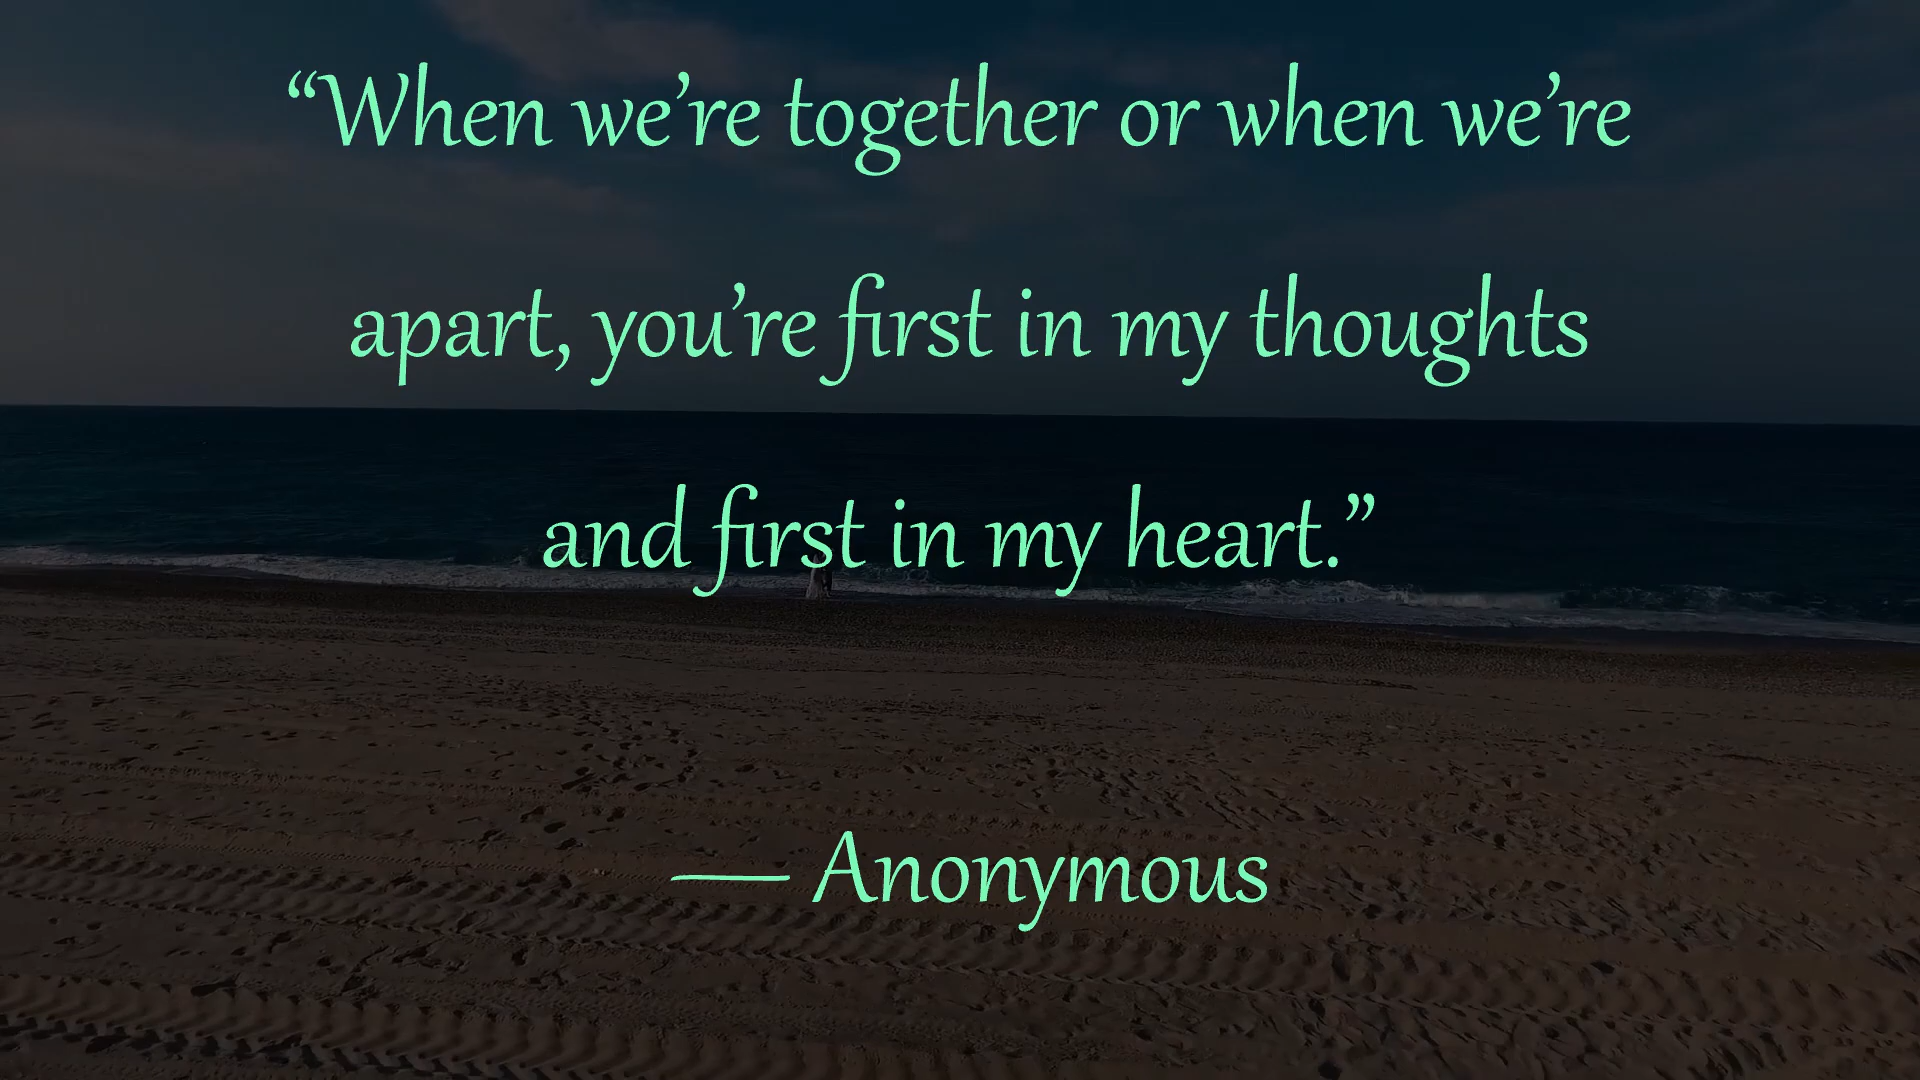 “When we’re together or when we’re
apart, you’re first in my thoughts
and first in my heart.”
— Anonymous